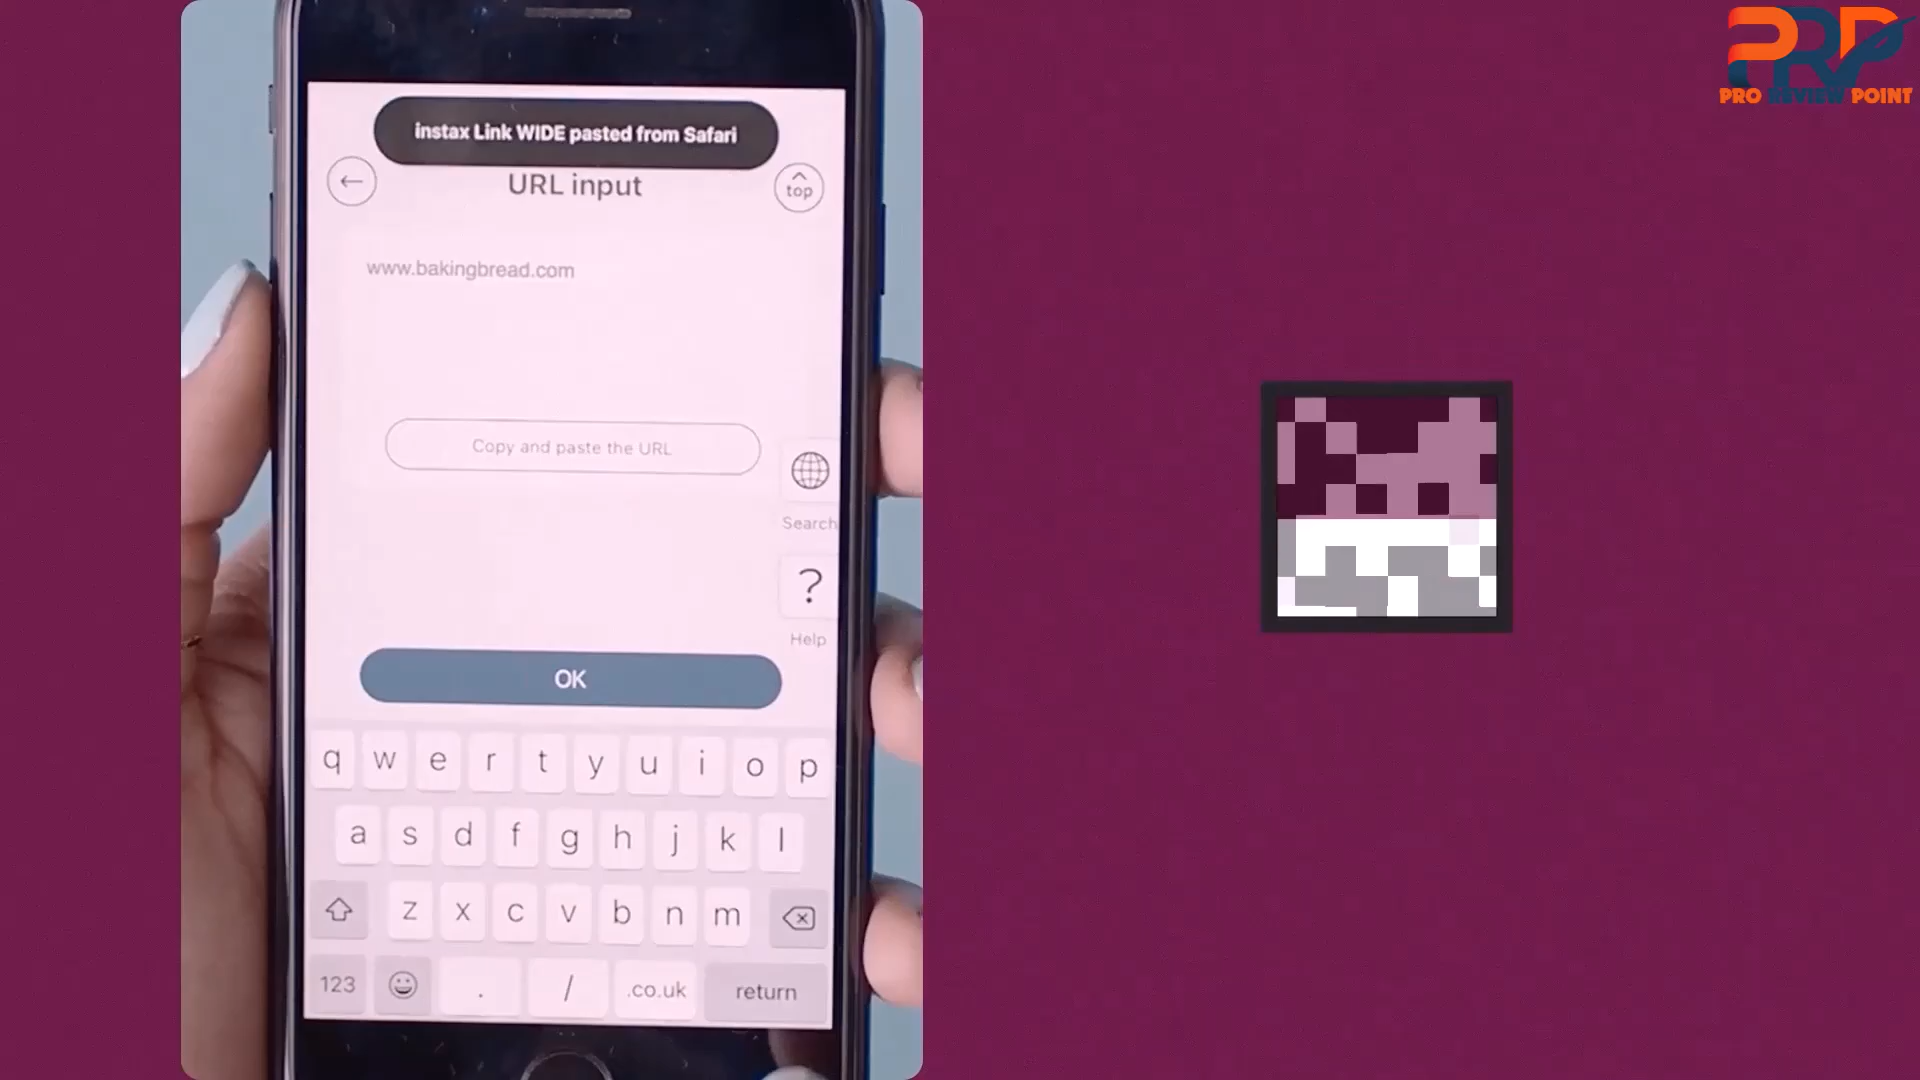 PRP
PRO REVIEW POINT
instax Link WIDE pasted from Safari
URL input
top
www.bakingbread.com
Copy and paste the URL
Search
?
Help
OK
q w e r t y u i o p
a s d f g h j k l
z x c v b n m
123 . / .co.uk return